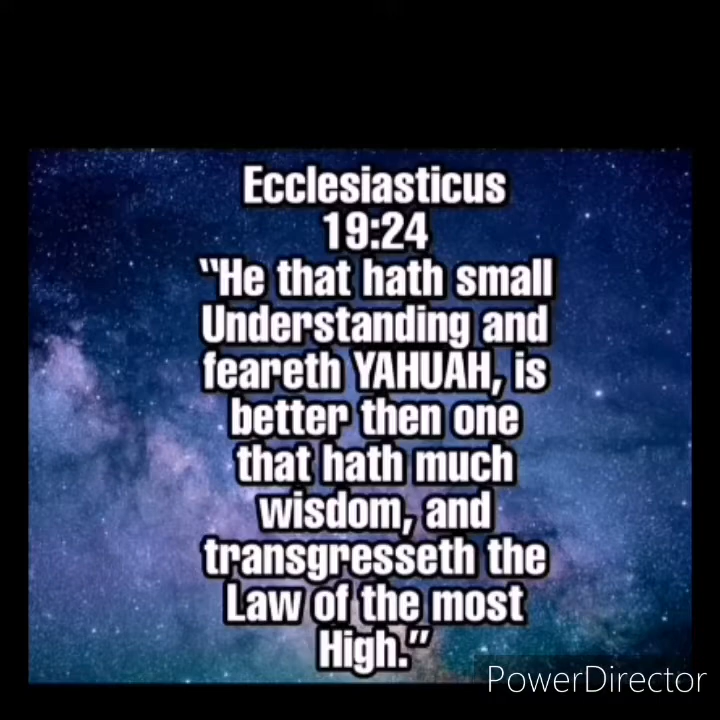 Ecclesiasticus
19:24
“He that hath small
Understanding and
feareth YAHUAH, is
better then one
that hath much
wisdom, and
transgresseth the
Law of the most
High.”
PowerDirector